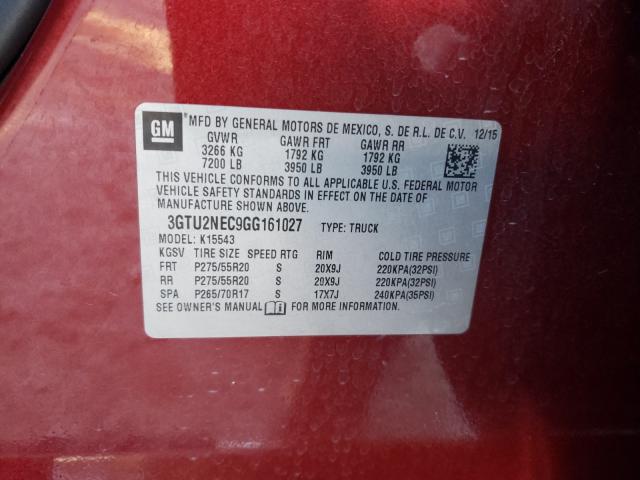 GM
® MFD BY GENERAL MOTORS DE MEXICO, S. DE R.L. DE C.V. 12/15
GVWR GAWR FRT GAWR RR
3266 KG 1792 KG 1792 KG
7200 LB 3950 LB 3950 LB
THIS VEHICLE CONFORMS TO ALL APPLICABLE U.S. FEDERAL MOTOR
VEHICLE SAFETY STANDARDS IN EFFECT ON THE DATE OF
MANUFACTURE SHOWN ABOVE.
3GTU2NEC9GG161027 TYPE: TRUCK
MODEL: K15543
KGSV TIRE SIZE SPEED RTG RIM COLD TIRE PRESSURE
FRT P275/55R20 S 20X9J 220KPA(32PSI)
RR P275/55R20 S 20X9J 220KPA(32PSI)
SPA P265/70R17 S 17X7J 240KPA(35PSI)
SEE OWNER'S MANUAL FOR MORE INFORMATION.